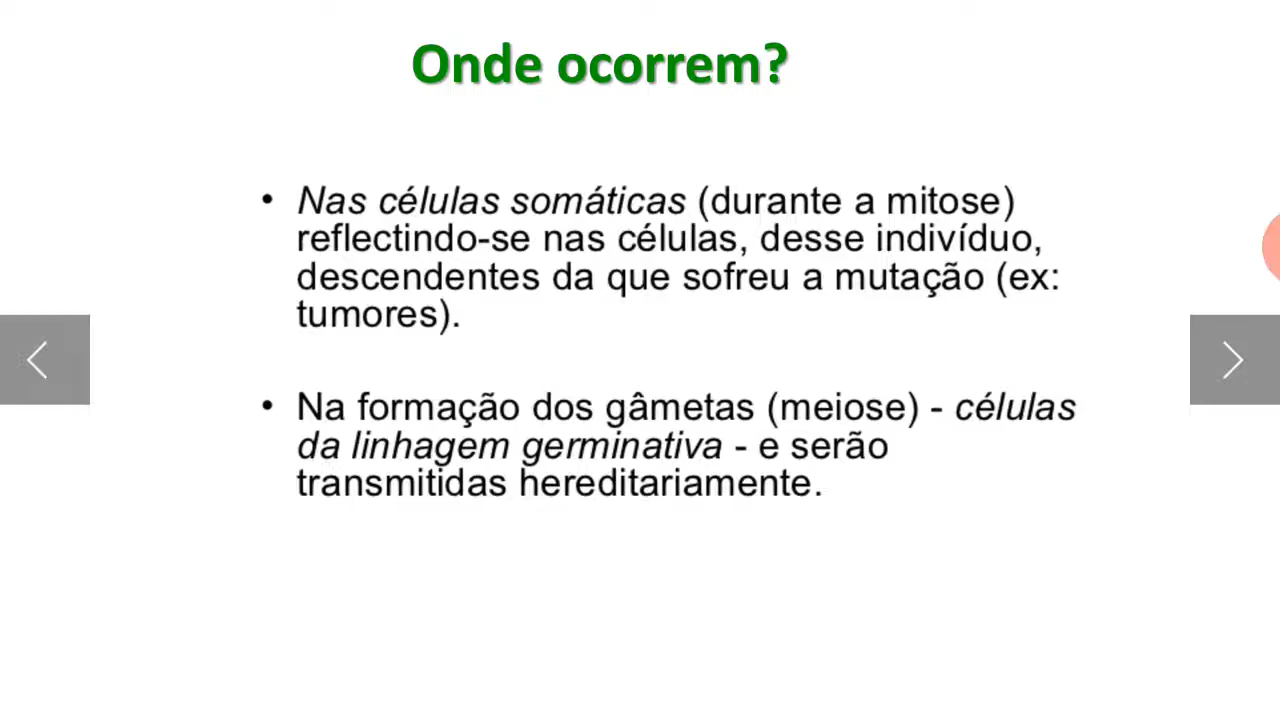 Onde ocorrem?
• Nas células somáticas (durante a mitose)
reflectindo-se nas células, desse indivíduo,
descendentes da que sofreu a mutação (ex:
tumores).
• Na formação dos gâmetas (meiose) - células
da linhagem germinativa - e serão
transmitidas hereditariamente.